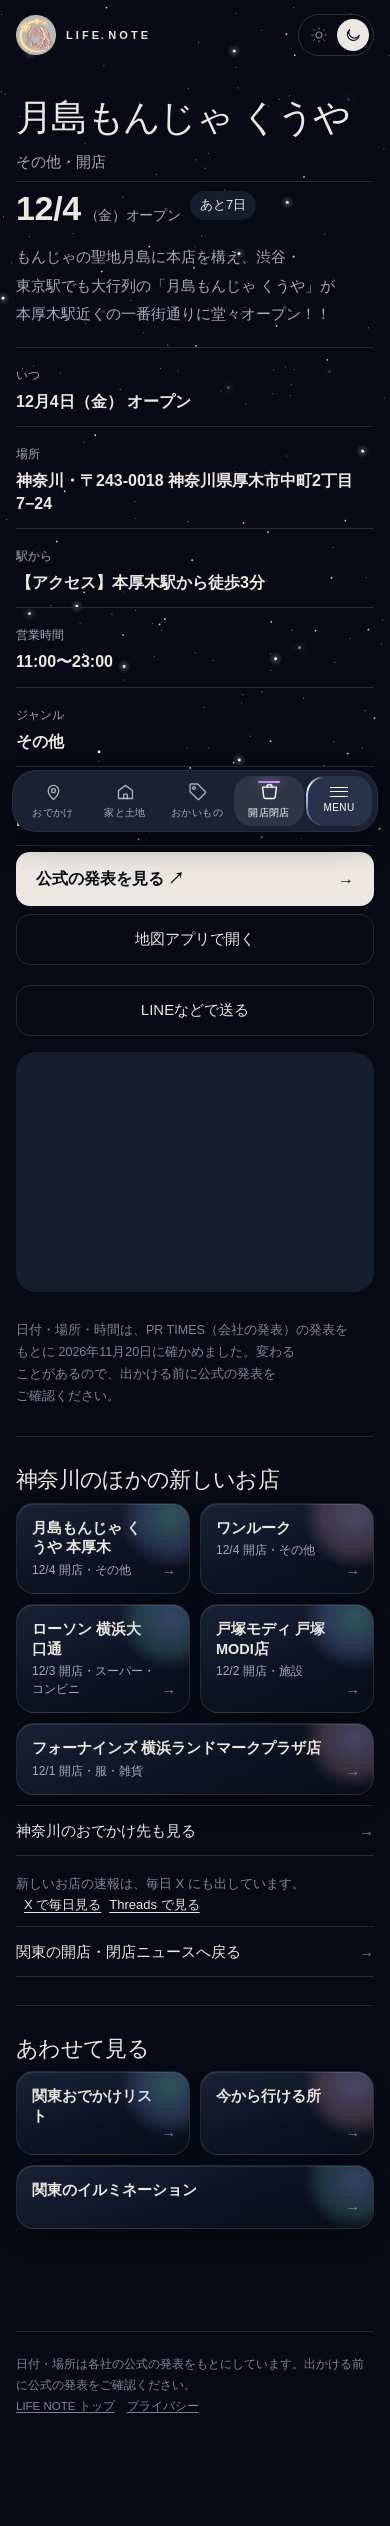 LIFE.NOTE
月島もんじゃ くうや
その他・開店
12/4 （金）オープン あと7日
もんじゃの聖地月島に本店を構え、渋谷・
東京駅でも大行列の「月島もんじゃ くうや」が
本厚木駅近くの一番街通りに堂々オープン！！
いつ
12月4日（金） オープン
場所
神奈川・〒243-0018 神奈川県厚木市中町2丁目
7−24
駅から
【アクセス】本厚木駅から徒歩3分
営業時間
11:00〜23:00
ジャンル
その他
おでかけ 家と土地 おかいもの 開店閉店 MENU
公式の発表を見る ↗ →
地図アプリで開く
LINEなどで送る
日付・場所・時間は、PR TIMES（会社の発表）の発表を
もとに 2026年11月20日に確かめました。変わる
ことがあるので、出かける前に公式の発表を
ご確認ください。
神奈川のほかの新しいお店
月島もんじゃ く
うや 本厚木
12/4 開店・その他 →
ワンルーク
12/4 開店・その他
→
ローソン 横浜大
口通
12/3 開店・スーパー・
コンビニ →
戸塚モディ 戸塚
MODI店
12/2 開店・施設
→
フォーナインズ 横浜ランドマークプラザ店
12/1 開店・服・雑貨 →
神奈川のおでかけ先も見る →
新しいお店の速報は、毎日 X にも出しています。
X で毎日見る Threads で見る
関東の開店・閉店ニュースへ戻る →
あわせて見る
関東おでかけリス
ト
→
今から行ける所
→
関東のイルミネーション
→
日付・場所は各社の公式の発表をもとにしています。出かける前
に公式の発表をご確認ください。
LIFE NOTE トップ プライバシー